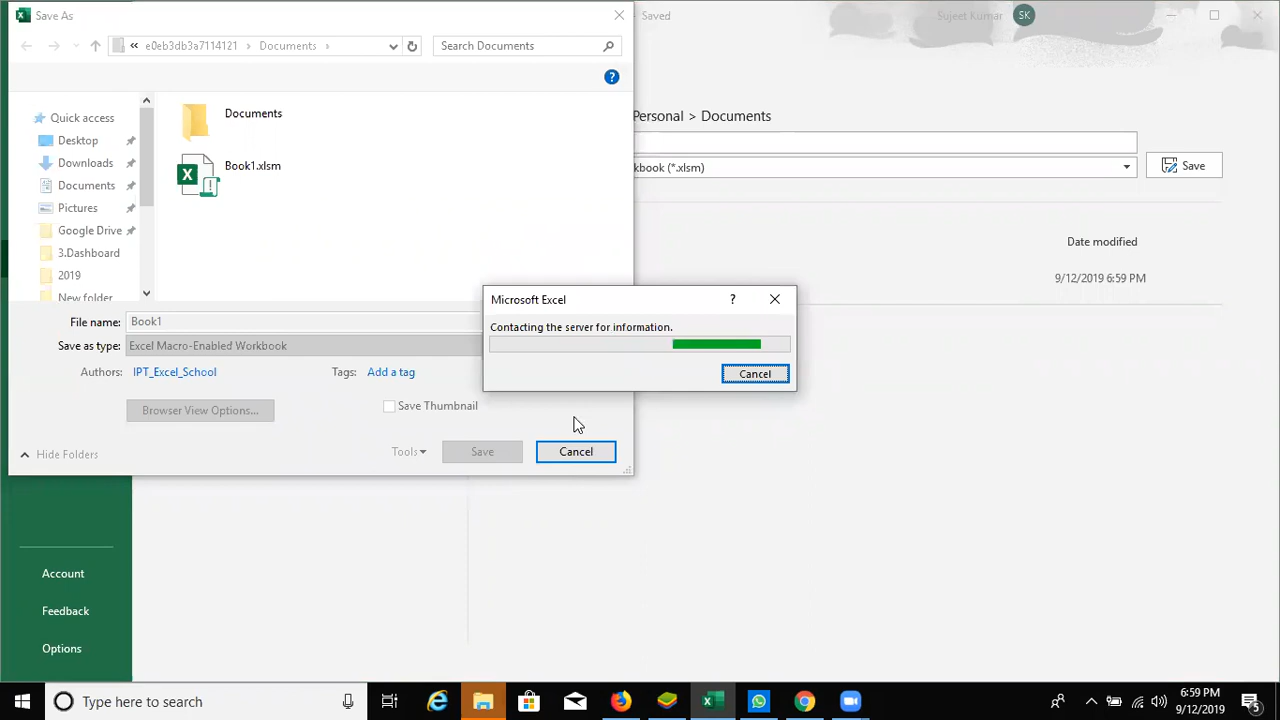 Save As
Saved
Sujeet Kumar
SK
« e0eb3db3a7114121 > Documents >
Search Documents
?
Quick access
Desktop
Downloads
Documents
Pictures
Google Drive
3.Dashboard
2019
New folder
Documents
Book1.xlsm
Personal > Documents
kbook (*.xlsm)
Save
Date modified
9/12/2019 6:59 PM
Microsoft Excel
?
Contacting the server for information.
Cancel
File name: Book1
Save as type: Excel Macro-Enabled Workbook
Authors: IPT_Excel_School
Tags: Add a tag
Browser View Options...
Save Thumbnail
Hide Folders
Tools
Save
Cancel
Account
Feedback
Options
Type here to search
6:59 PM
9/12/2019
5